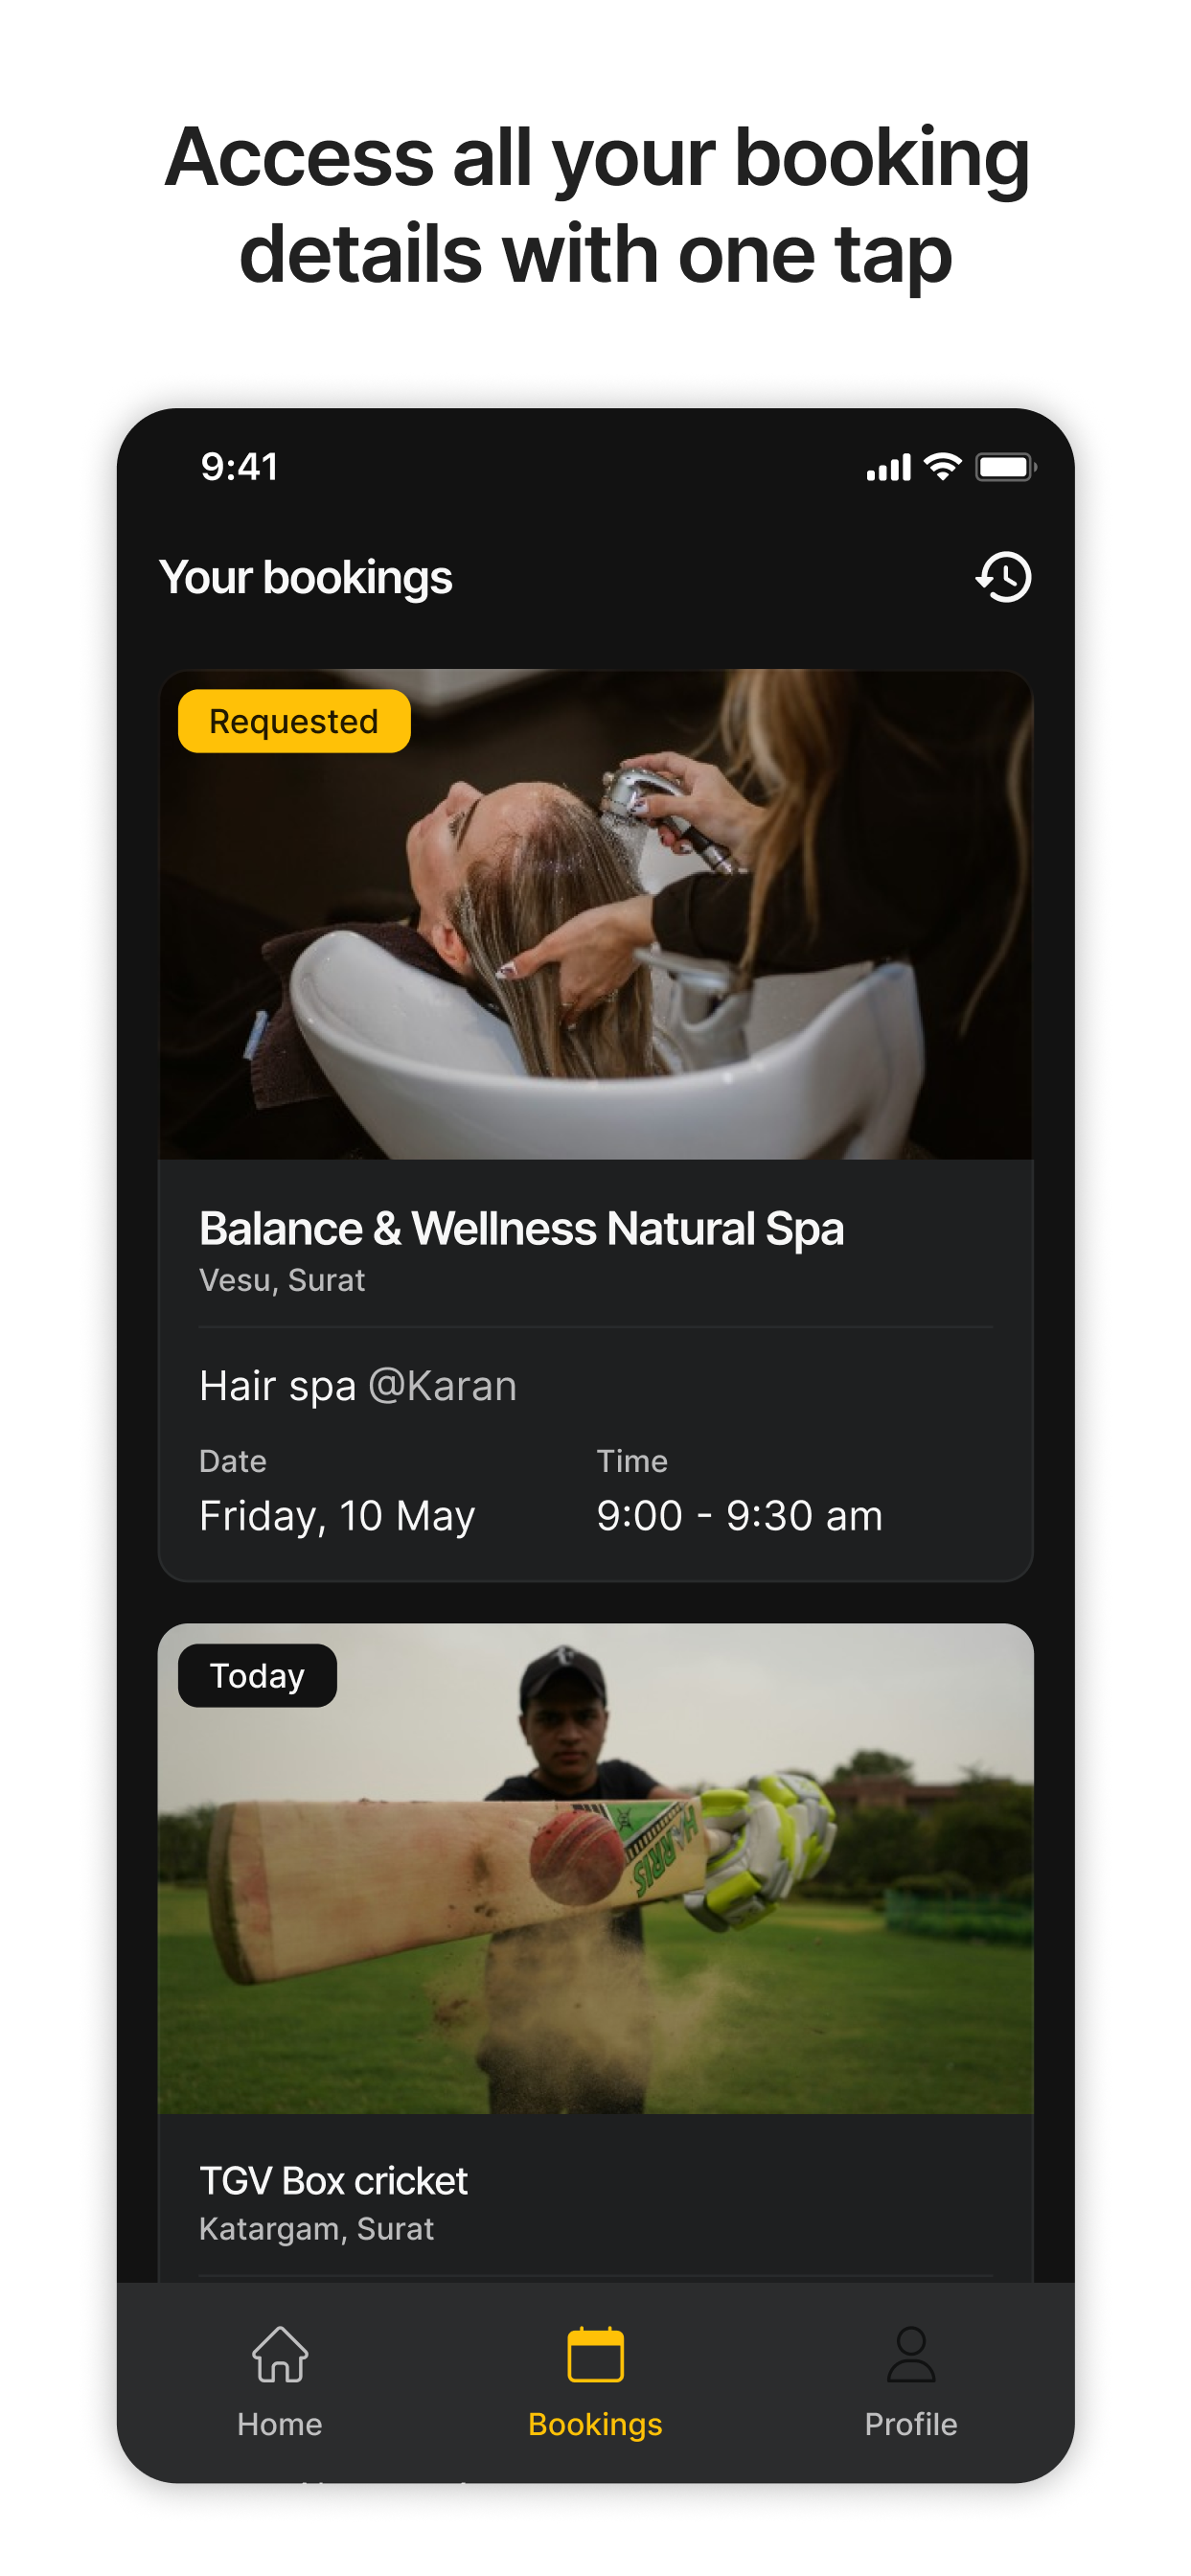 Access all your booking
details with one tap
9:41
Your bookings
Requested
Balance & Wellness Natural Spa
Vesu, Surat
Hair spa @Karan
Date
Time
Friday, 10 May
9:00 - 9:30 am
Today
HARRIS
TGV Box cricket
Katargam, Surat
Home
Bookings
Profile